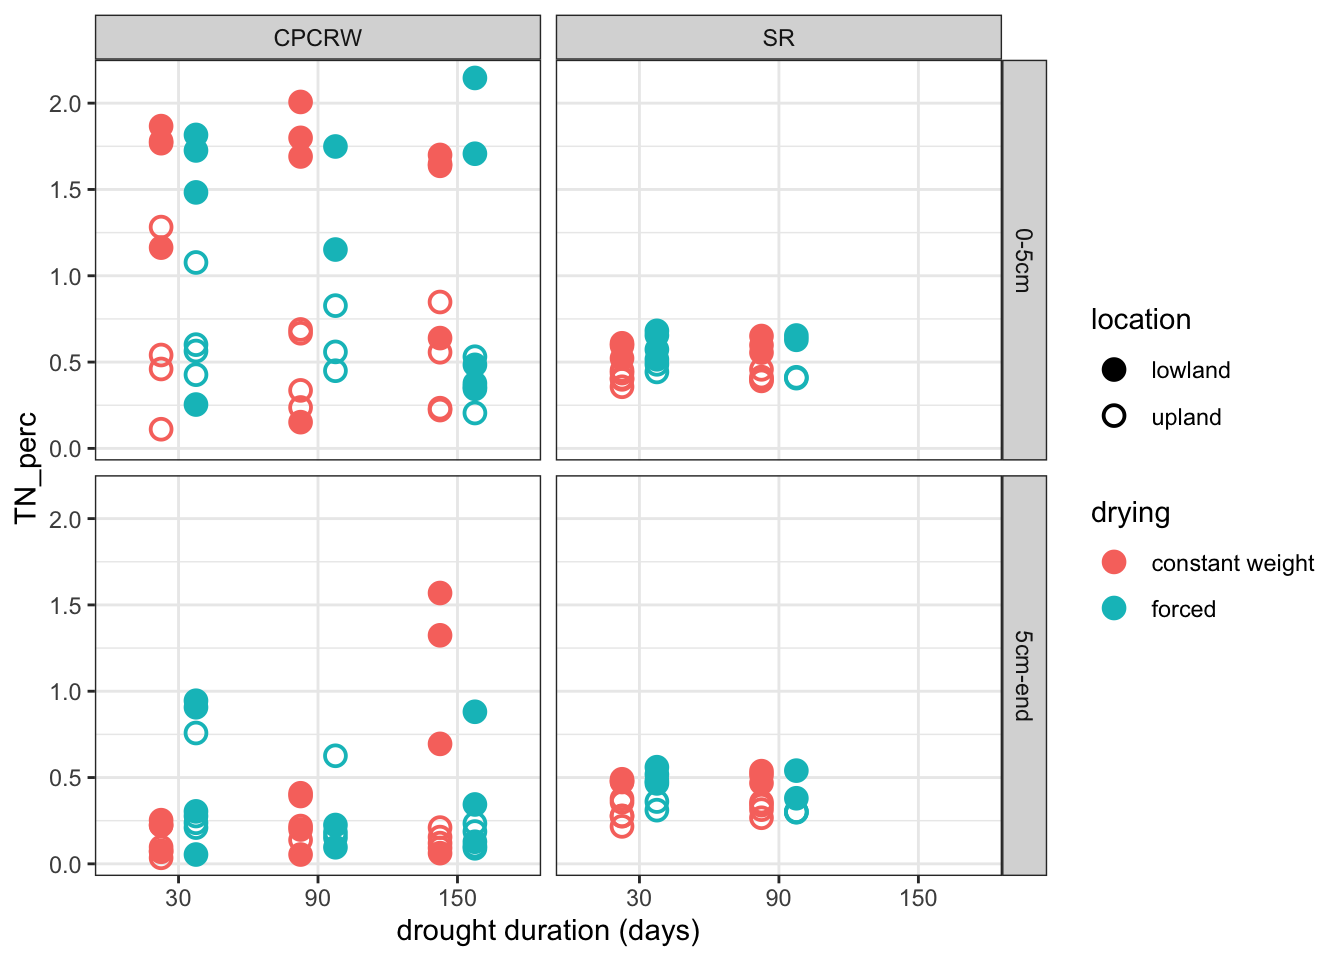 CPCRW
SR
2.0
1.5
1.0
0.5
0.0
0-5cm
2.0
1.5
1.0
0.5
0.0
5cm-end
TN_perc
30
90
150
30
90
150
drought duration (days)
location
lowland
upland
drying
constant weight
forced